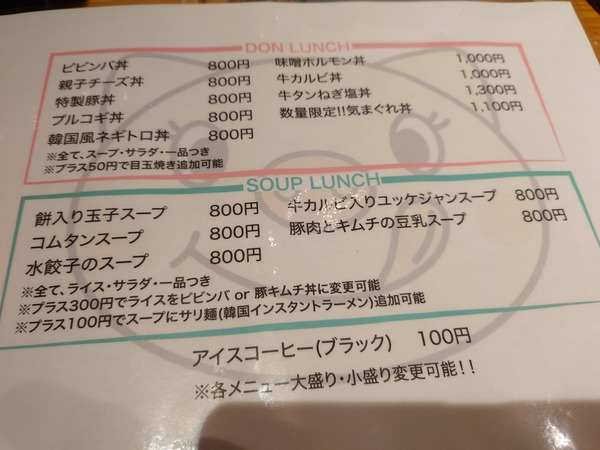 DON LUNCH
ビビンバ丼 800円
親子チーズ丼 800円
特製豚丼 800円
プルコギ丼 800円
韓国風ネギトロ丼 800円
味噌ホルモン丼 1,000円
牛カルビ丼 1,000円
牛タンねぎ塩丼 1,300円
数量限定!!気まぐれ丼 1,100円
※全て、スープ・サラダ・一品つき
※プラス50円で目玉焼き追加可能
SOUP LUNCH
餅入り玉子スープ 800円
コムタンスープ 800円
水餃子のスープ 800円
牛カルビ入りユッケジャンスープ 800円
豚肉とキムチの豆乳スープ 800円
※全て、ライス・サラダ・一品つき
※プラス300円でライスをビビンバ or 豚キムチ丼に変更可能
※プラス100円でスープにサリ麺(韓国インスタントラーメン)追加可能
アイスコーヒー(ブラック) 100円
※各メニュー大盛り・小盛り変更可能!!